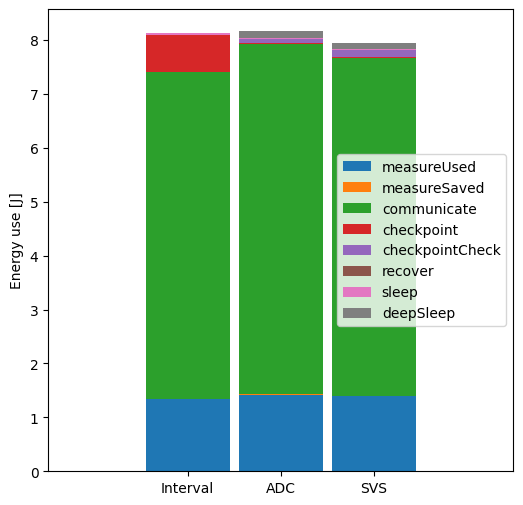 8
7
6
5
4
3
2
1
0
Energy use [J]
measureUsed
measureSaved
communicate
checkpoint
checkpointCheck
recover
sleep
deepSleep
Interval ADC SVS